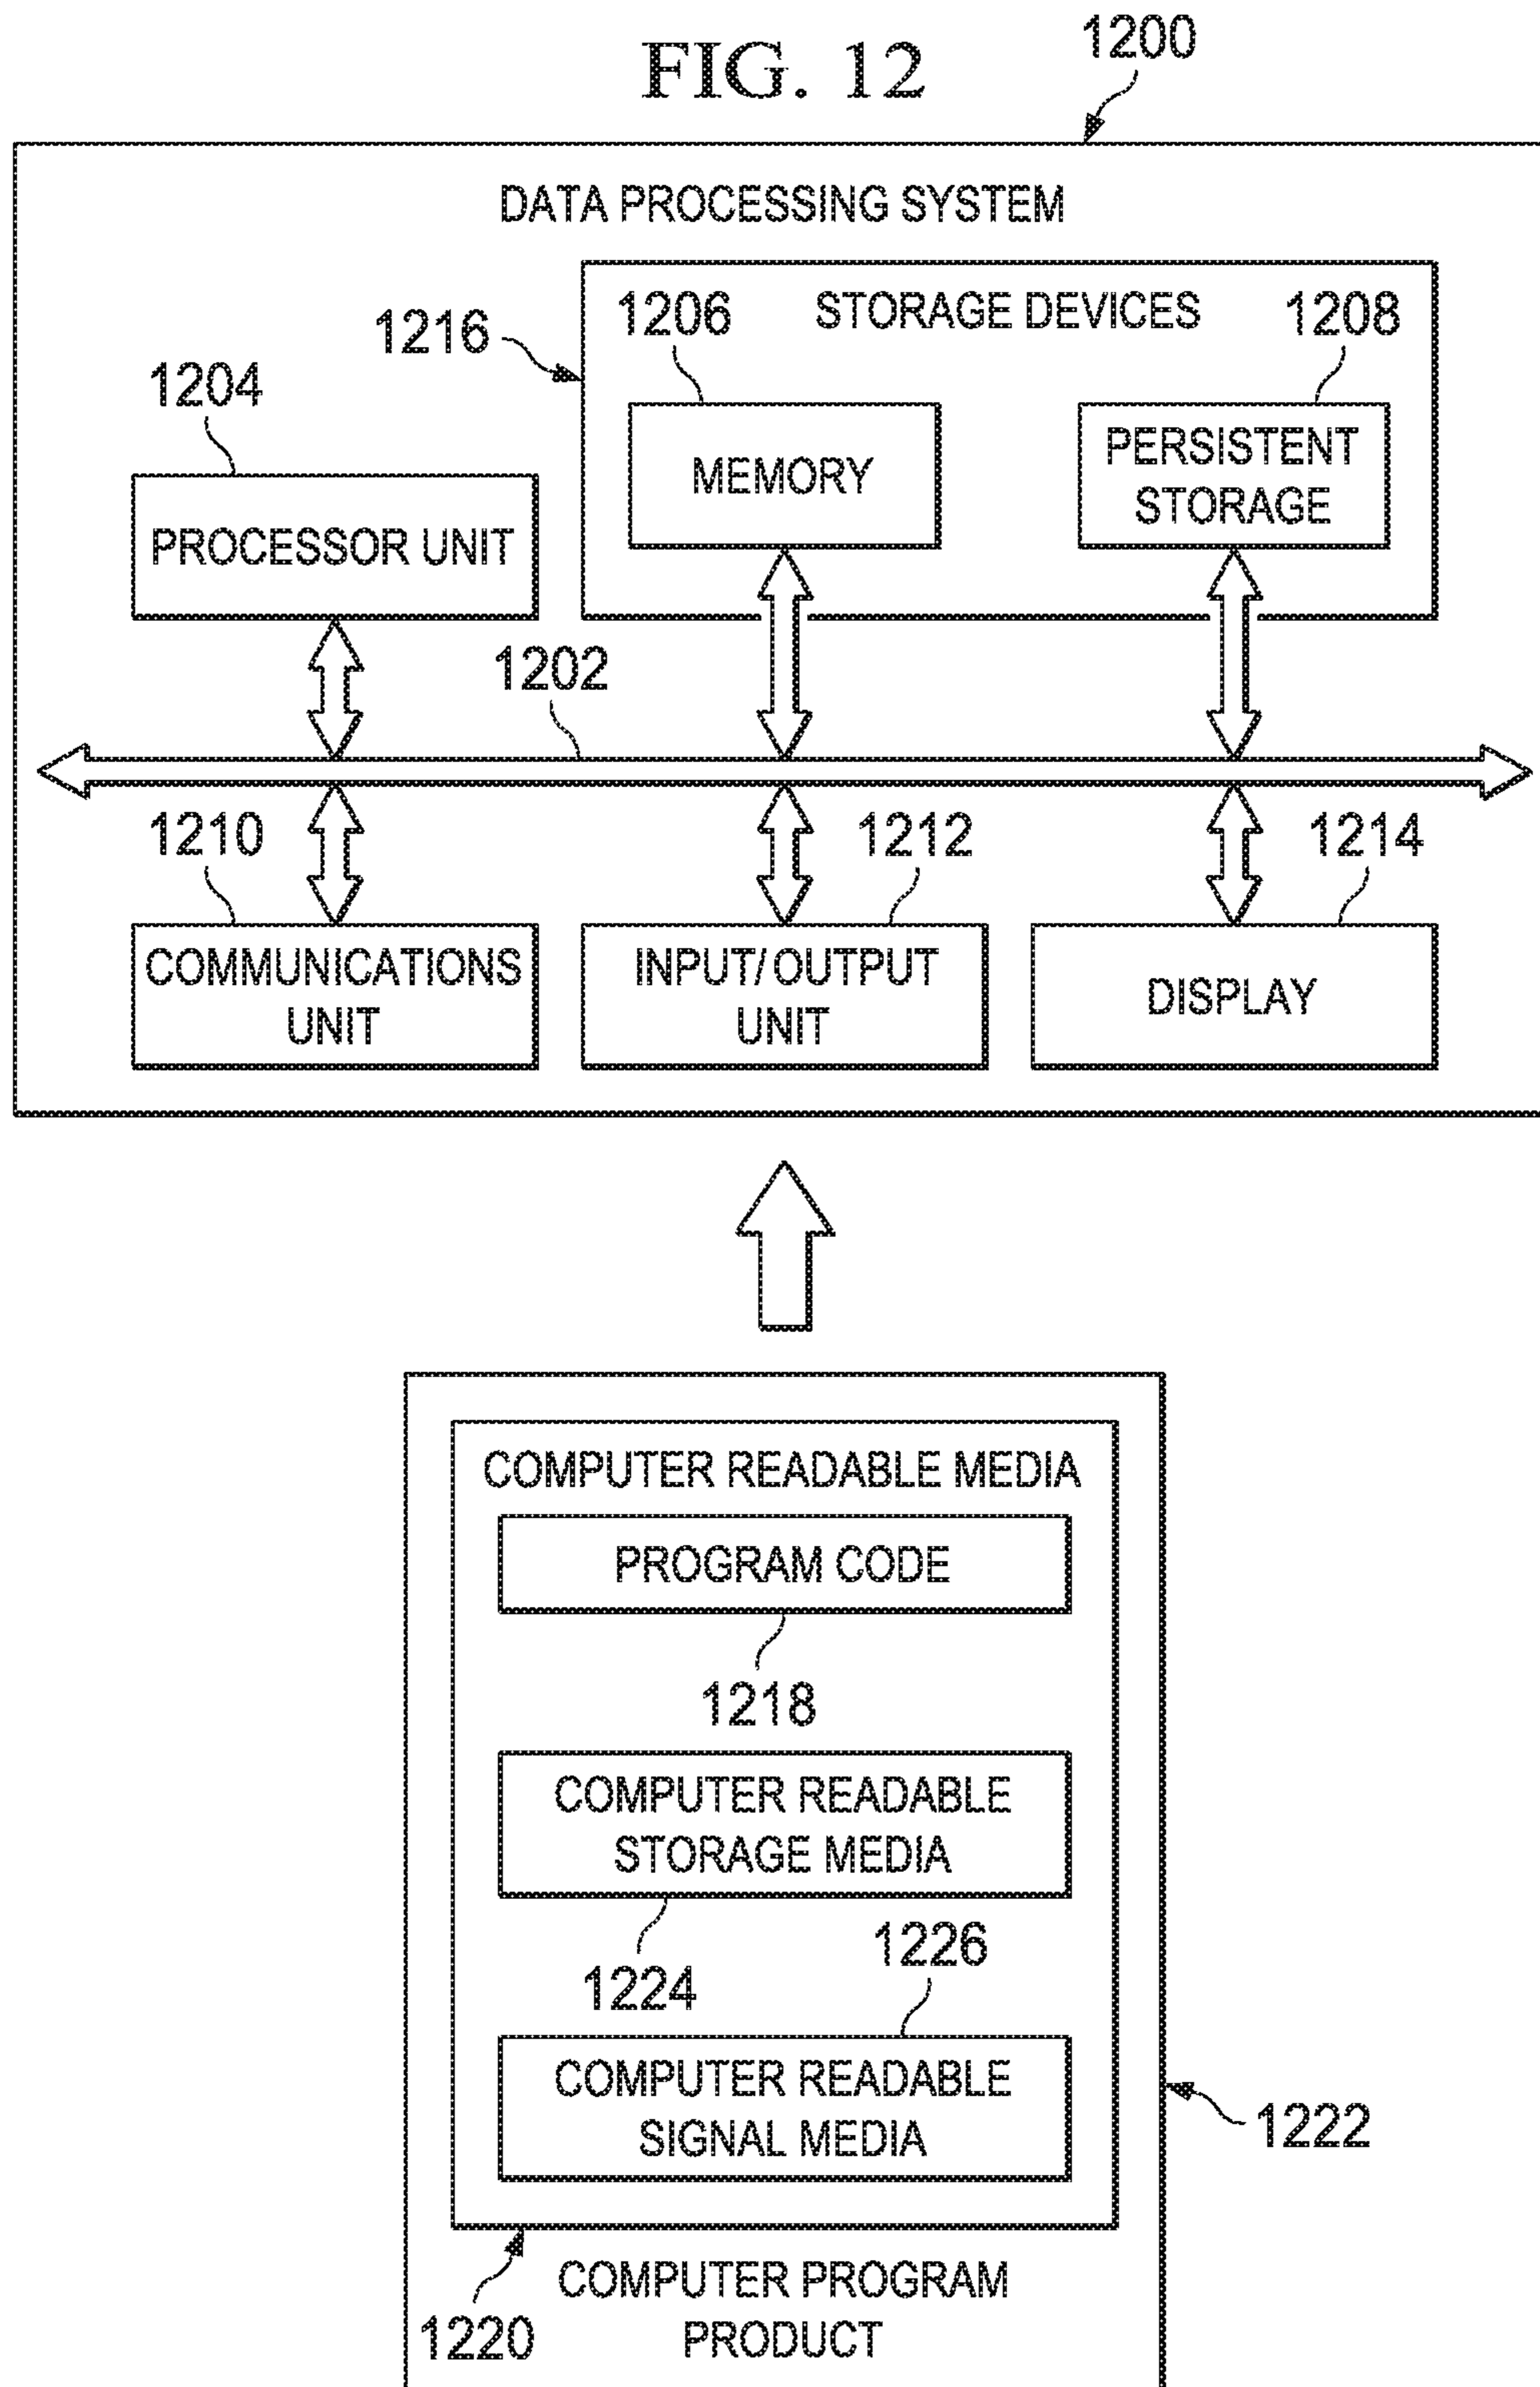 FIG. 12
1200
DATA PROCESSING SYSTEM
1216
1206
STORAGE DEVICES
1208
1204
MEMORY
PERSISTENT
STORAGE
PROCESSOR UNIT
1202
1210
1212
1214
COMMUNICATIONS
UNIT
INPUT/OUTPUT
UNIT
DISPLAY
COMPUTER READABLE MEDIA
PROGRAM CODE
1218
COMPUTER READABLE
STORAGE MEDIA
1224
1226
COMPUTER READABLE
SIGNAL MEDIA
1222
1220
COMPUTER PROGRAM
PRODUCT